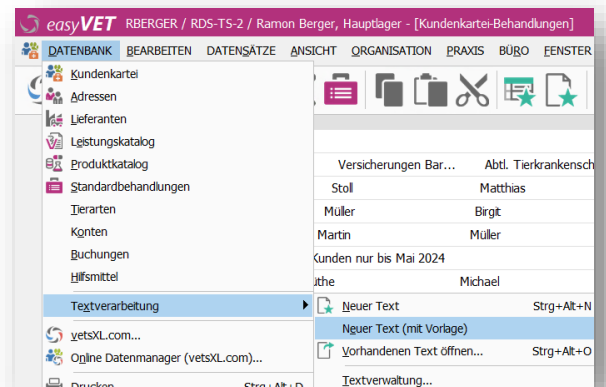 easyVET RBERGER / RDS-TS-2 / Ramon Berger, Hauptlager - [Kundenkartei-Behandlungen]
DATENBANK BEARBEITEN DATENSÄTZE ANSICHT ORGANISATION PRAXIS BÜRO FENSTER
Kundenkartei
Adressen
Lieferanten
Leistungskatalog
Produktkatalog
Versicherungen Bar... Abtl. Tierkrankensch
Standardbehandlungen
Stoll Matthias
Tierarten
Müller Birgit
Konten
Martin Müller
Buchungen
Kunden nur bis Mai 2024
Hilfsmittel
Michael
Textverarbeitung
Neuer Text Strg+Alt+N
Neuer Text (mit Vorlage)
vetsXL.com...
Vorhandenen Text öffnen... Strg+Alt+O
Online Datenmanager (vetsXL.com)...
Textverwaltung...
Drucken Strg+Alt+D